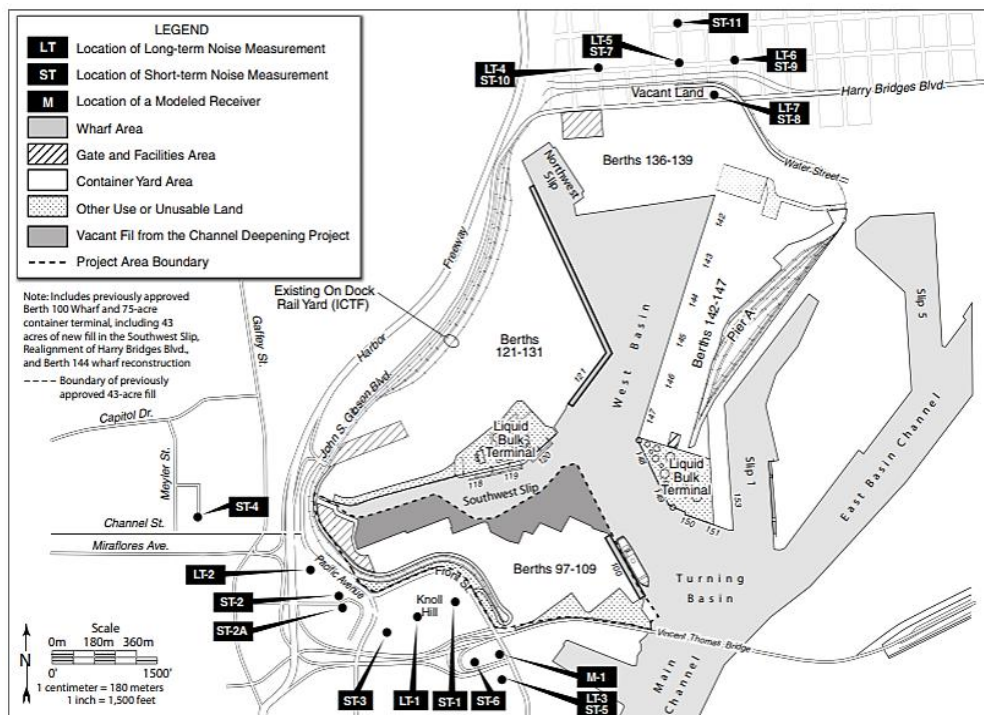 LEGEND
LT Location of Long-term Noise Measurement
ST Location of Short-term Noise Measurement
M Location of a Modeled Receiver
Wharf Area
Gate and Facilities Area
Container Yard Area
Other Use or Unusable Land
Vacant Fil from the Channel Deepening Project
Project Area Boundary
Note: Includes previously approved
Berth 100 Wharf and 75-acre
container terminal, including 43
acres of new fill in the Southwest Slip,
Realignment of Harry Bridges Blvd.,
and Berth 144 wharf reconstruction
Boundary of previously
approved 43-acre fill
ST-11
LT-5
ST-7
LT-6
ST-9
LT-4
ST-10
Vacant Land
Harry Bridges Blvd.
LT-7
ST-8
Berths 136-139
Northwest
Slip
Water Street
142
143
144
145
146
147
Berths 142-147
Pier A
Slip 5
Freeway
Harbor
Existing On Dock
Rail Yard (ICTF)
Berths
121-131
121
West Basin
Gaffey St.
John S. Gibson Blvd.
Capitol Dr.
Meyler St.
Liquid
Bulk
Terminal
118
119
120
Southwest Slip
148
149
150
151
Liquid
Bulk
Terminal
Slip 1
153
East Basin Channel
ST-4
Channel St.
Miraflores Ave.
LT-2
Pacific Avenue
ST-2
ST-2A
Front St.
Knoll
Hill
Berths 97-109
100
Turning
Basin
Vincent Thomas Bridge
Main
Channel
M-1
ST-3
LT-1
ST-1
ST-6
LT-3
ST-5
N
Scale
0m 180m 360m
0 1500'
1 centimeter = 180 meters
1 inch = 1,500 feet